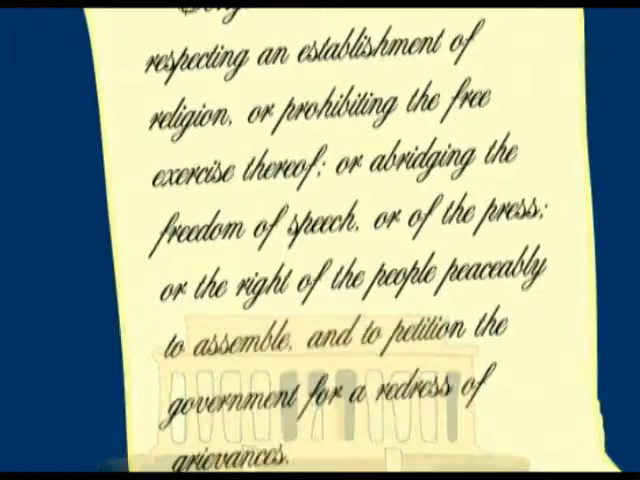 respecting an establishment of
religion, or prohibiting the free
exercise thereof; or abridging the
freedom of speech, or of the press;
or the right of the people peaceably
to assemble, and to petition the
government for a redress of
grievances.